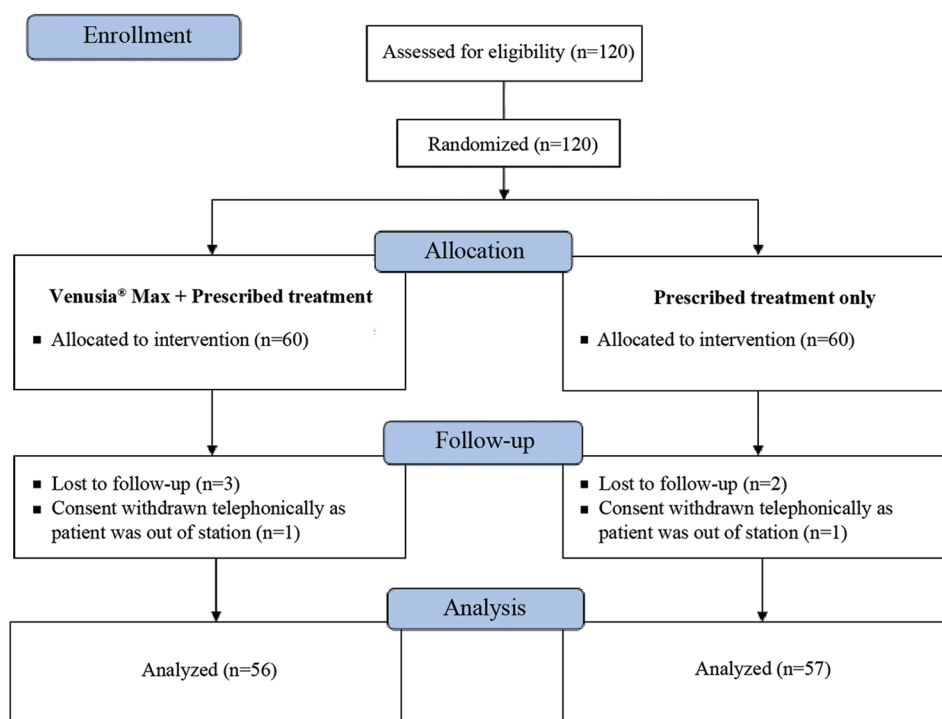 Enrollment
Assessed for eligibility (n=120)
Randomized (n=120)
Allocation
Venusia® Max + Prescribed treatment
▪ Allocated to intervention (n=60)
Prescribed treatment only
▪ Allocated to intervention (n=60)
Follow-up
▪ Lost to follow-up (n=3)
▪ Consent withdrawn telephonically as
patient was out of station (n=1)
▪ Lost to follow-up (n=2)
▪ Consent withdrawn telephonically as
patient was out of station (n=1)
Analysis
Analyzed (n=56)
Analyzed (n=57)